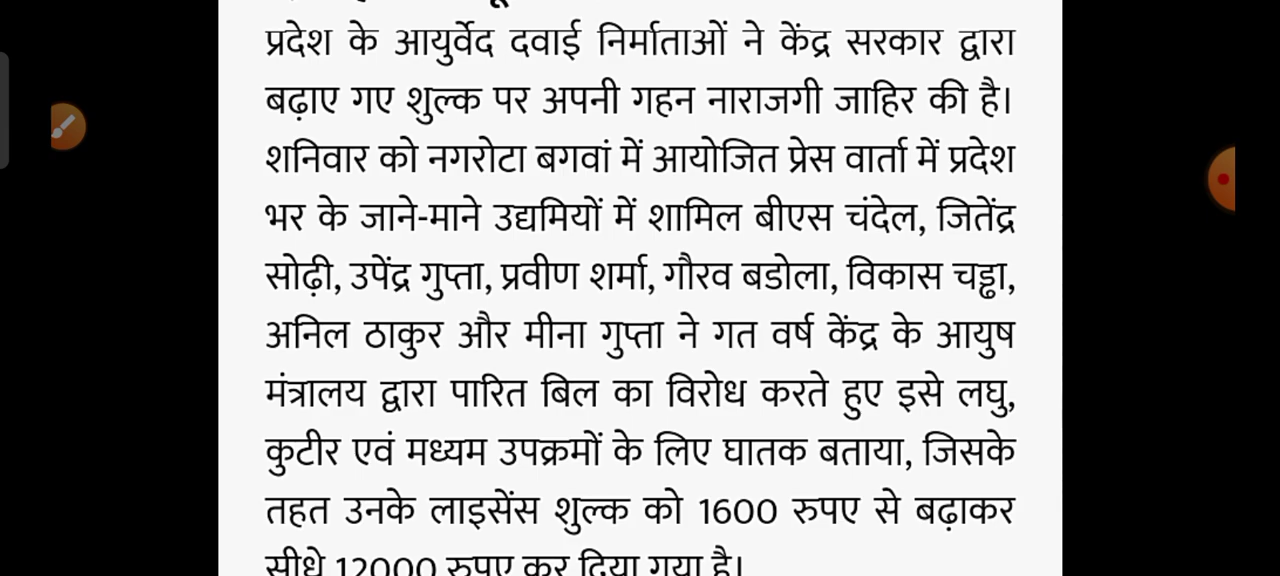 प्रदेश के आयुर्वेद दवाई निर्माताओं ने केंद्र सरकार द्वारा
बढ़ाए गए शुल्क पर अपनी गहन नाराजगी जाहिर की है।
शनिवार को नगरोटा बगवां में आयोजित प्रेस वार्ता में प्रदेश
भर के जाने-माने उद्यमियों में शामिल बीएस चंदेल, जितेंद्र
सोढ़ी, उपेंद्र गुप्ता, प्रवीण शर्मा, गौरव बडोला, विकास चड्ढा,
अनिल ठाकुर और मीना गुप्ता ने गत वर्ष केंद्र के आयुष
मंत्रालय द्वारा पारित बिल का विरोध करते हुए इसे लघु,
कुटीर एवं मध्यम उपक्रमों के लिए घातक बताया, जिसके
तहत उनके लाइसेंस शुल्क को 1600 रुपए से बढ़ाकर
सीधे 12000 रुपए कर दिया गया है।